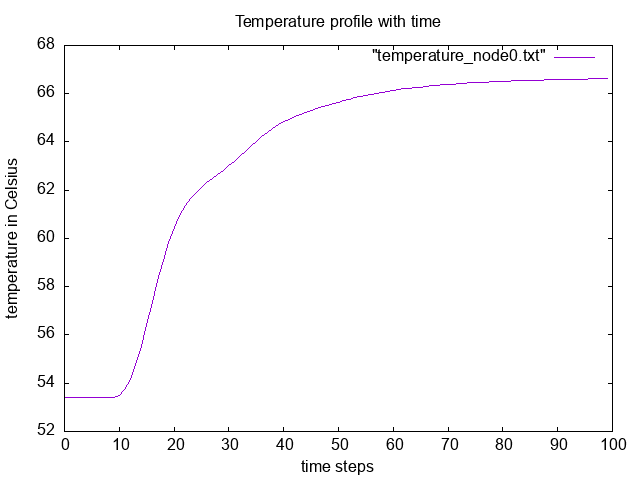 Temperature profile with time
"temperature_node0.txt"
temperature in Celsius
68
66
64
62
60
58
56
54
52
0 10 20 30 40 50 60 70 80 90 100
time steps